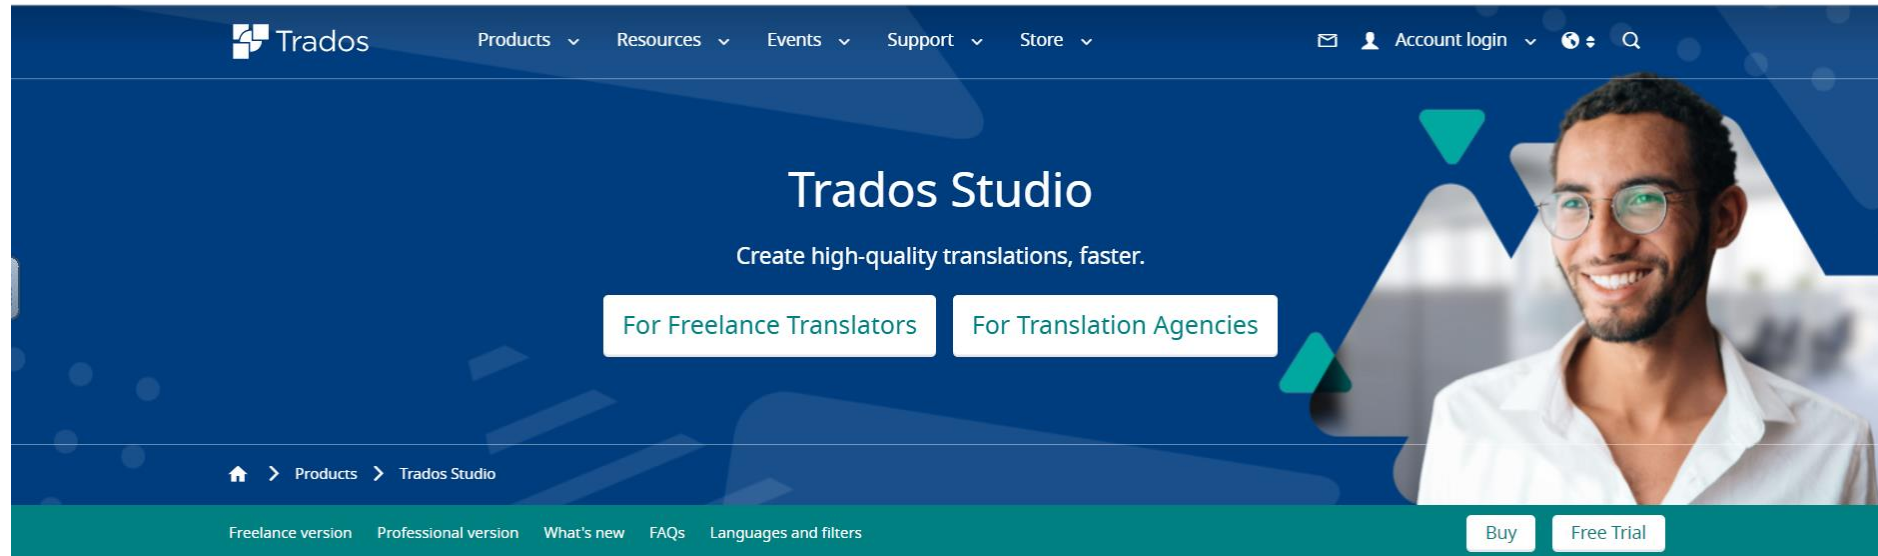 Trados Products Resources Events Support Store Account login
Trados Studio
Create high-quality translations, faster.
For Freelance Translators For Translation Agencies
Products Trados Studio
Freelance version Professional version What's new FAQs Languages and filters Buy Free Trial